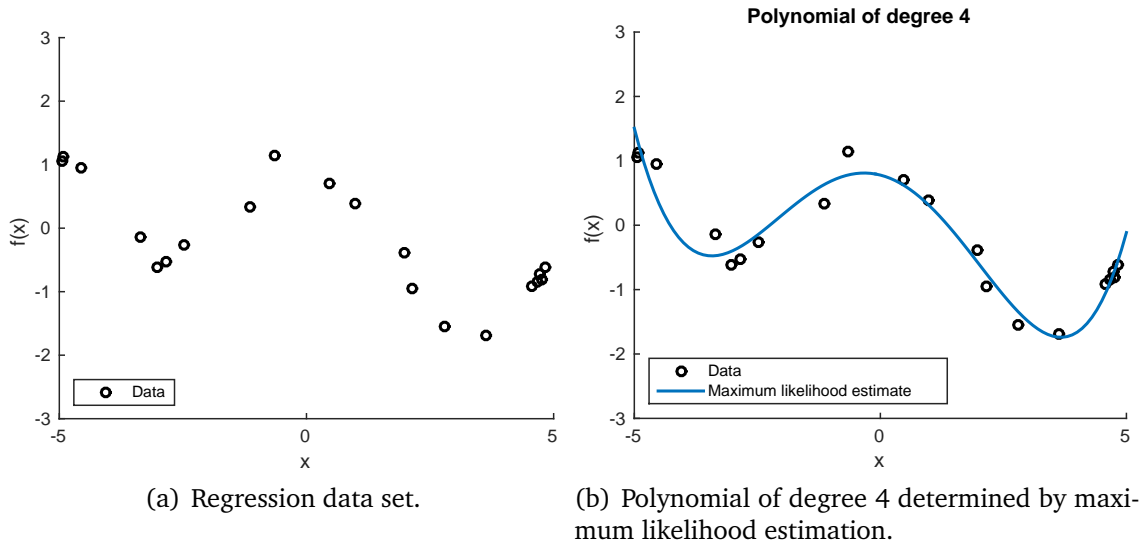 3
2
1
0
-1
-2
-3
f(x)
Data
-5
0
5
x
(a) Regression data set.
Polynomial of degree 4
3
2
1
0
-1
-2
-3
f(x)
Data
Maximum likelihood estimate
-5
0
5
x
(b) Polynomial of degree 4 determined by maxi-
mum likelihood estimation.